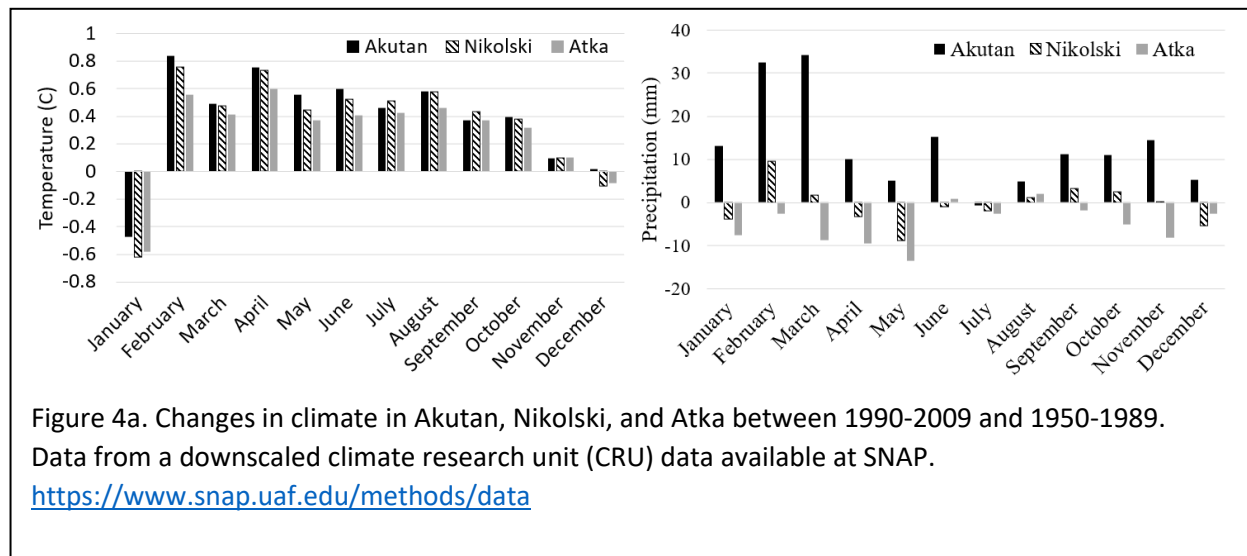 1
0.8
0.6
0.4
0.2
0
-0.2
-0.4
-0.6
-0.8
Temperature (C)
Akutan Nikolski Atka
January
February
March
April
May
June
July
August
September
October
November
December
40
30
20
10
0
-10
-20
Precipitation (mm)
Akutan Nikolski Atka
January
February
March
April
May
June
July
August
September
October
November
December
Figure 4a. Changes in climate in Akutan, Nikolski, and Atka between 1990-2009 and 1950-1989.
Data from a downscaled climate research unit (CRU) data available at SNAP.
https://www.snap.uaf.edu/methods/data